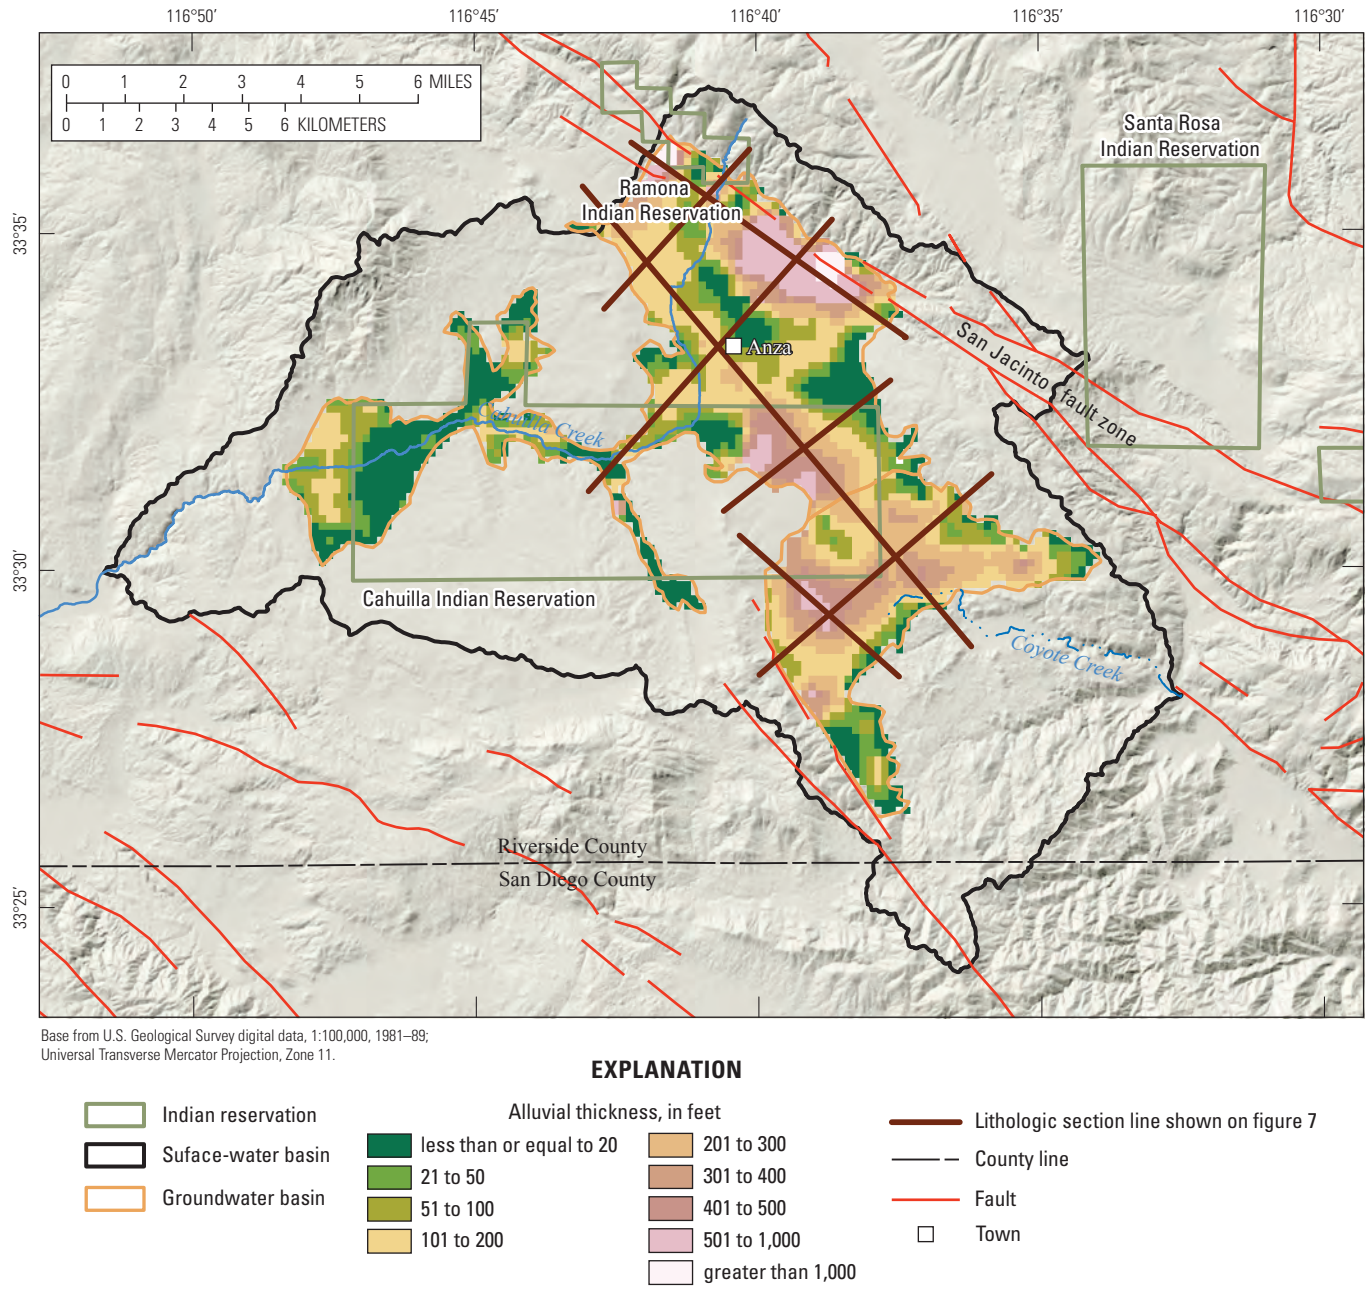 116°50'
116°45'
116°40'
116°35'
116°30'
0 1 2 3 4 5 6 MILES
0 1 2 3 4 5 6 KILOMETERS
Santa Rosa
Indian Reservation
Ramona
Indian Reservation
33°35'
San Jacinto fault zone
Anza
Cahuilla Creek
33°30'
Cahuilla Indian Reservation
Coyote Creek
Riverside County
San Diego County
33°25'
Base from U.S. Geological Survey digital data, 1:100,000, 1981–89;
Universal Transverse Mercator Projection, Zone 11.
EXPLANATION
Indian reservation
Suface-water basin
Groundwater basin
Alluvial thickness, in feet
less than or equal to 20
21 to 50
51 to 100
101 to 200
201 to 300
301 to 400
401 to 500
501 to 1,000
greater than 1,000
Lithologic section line shown on figure 7
County line
Fault
Town